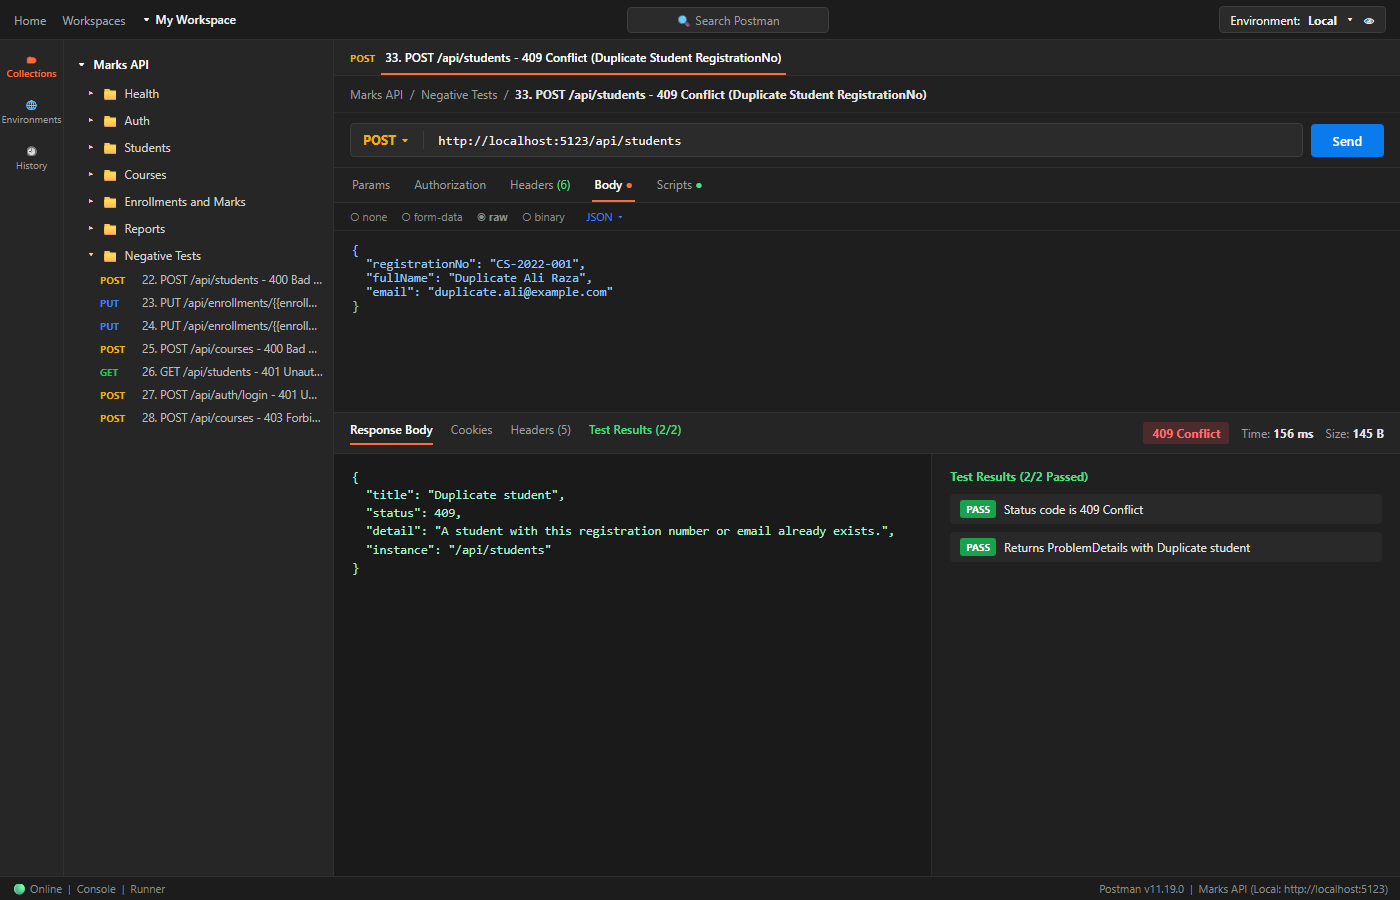 Home Workspaces My Workspace Search Postman Environment: Local
Collections
Environments
History
Marks API
Health
Auth
Students
Courses
Enrollments and Marks
Reports
Negative Tests
POST 22. POST /api/students - 400 Bad ...
PUT 23. PUT /api/enrollments/{{enroll...
PUT 24. PUT /api/enrollments/{{enroll...
POST 25. POST /api/courses - 400 Bad ...
GET 26. GET /api/students - 401 Unaut...
POST 27. POST /api/auth/login - 401 U...
POST 28. POST /api/courses - 403 Forbi...
POST 33. POST /api/students - 409 Conflict (Duplicate Student RegistrationNo)
Marks API / Negative Tests / 33. POST /api/students - 409 Conflict (Duplicate Student RegistrationNo)
POST http://localhost:5123/api/students Send
Params Authorization Headers (6) Body Scripts
none form-data raw binary JSON
{
"registrationNo": "CS-2022-001",
"fullName": "Duplicate Ali Raza",
"email": "duplicate.ali@example.com"
}
Response Body Cookies Headers (5) Test Results (2/2) 409 Conflict Time: 156 ms Size: 145 B
{
"title": "Duplicate student",
"status": 409,
"detail": "A student with this registration number or email already exists.",
"instance": "/api/students"
}
Test Results (2/2 Passed)
PASS Status code is 409 Conflict
PASS Returns ProblemDetails with Duplicate student
Online | Console | Runner Postman v11.19.0 | Marks API (Local: http://localhost:5123)